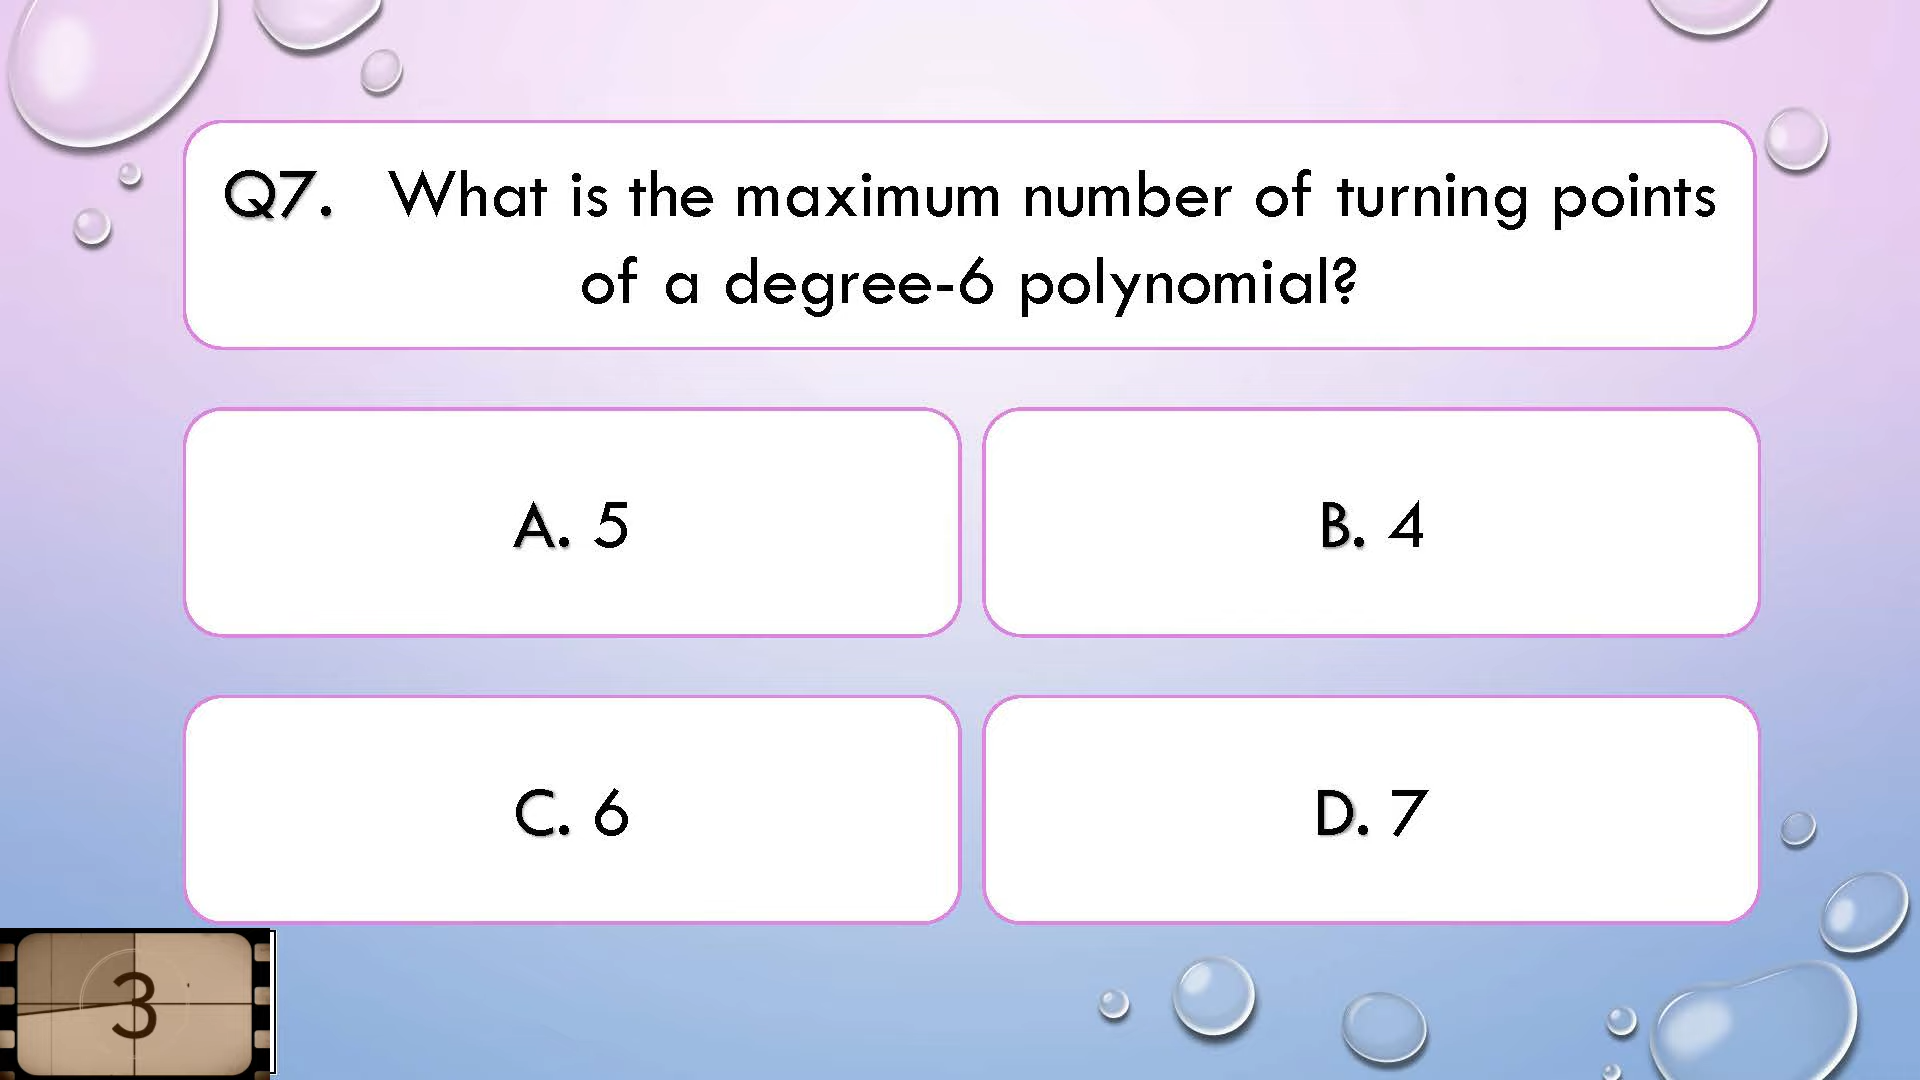 Q7. What is the maximum number of turning points
of a degree-6 polynomial?
A. 5
B. 4
C. 6
D. 7
3